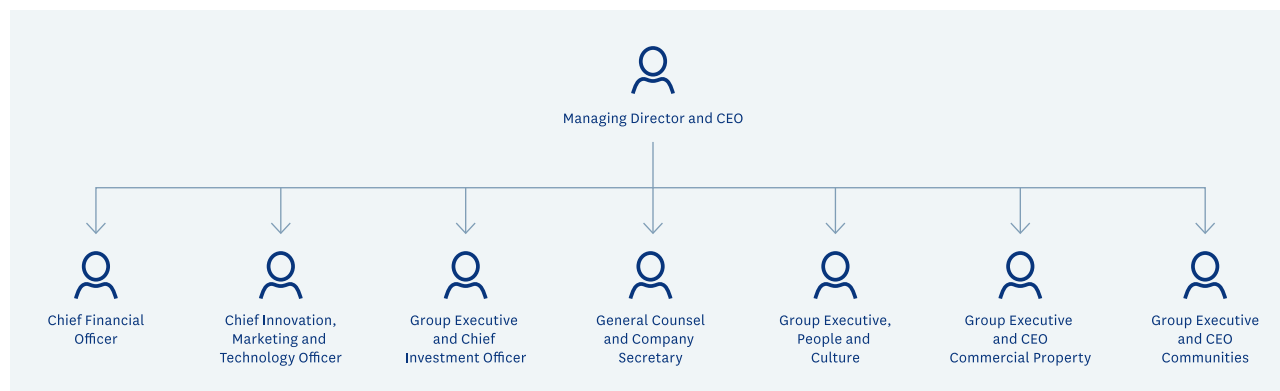 Managing Director and CEO
Chief Financial
Officer
Chief Innovation,
Marketing and
Technology Officer
Group Executive
and Chief
Investment Officer
General Counsel
and Company
Secretary
Group Executive,
People and
Culture
Group Executive
and CEO
Commercial Property
Group Executive
and CEO
Communities